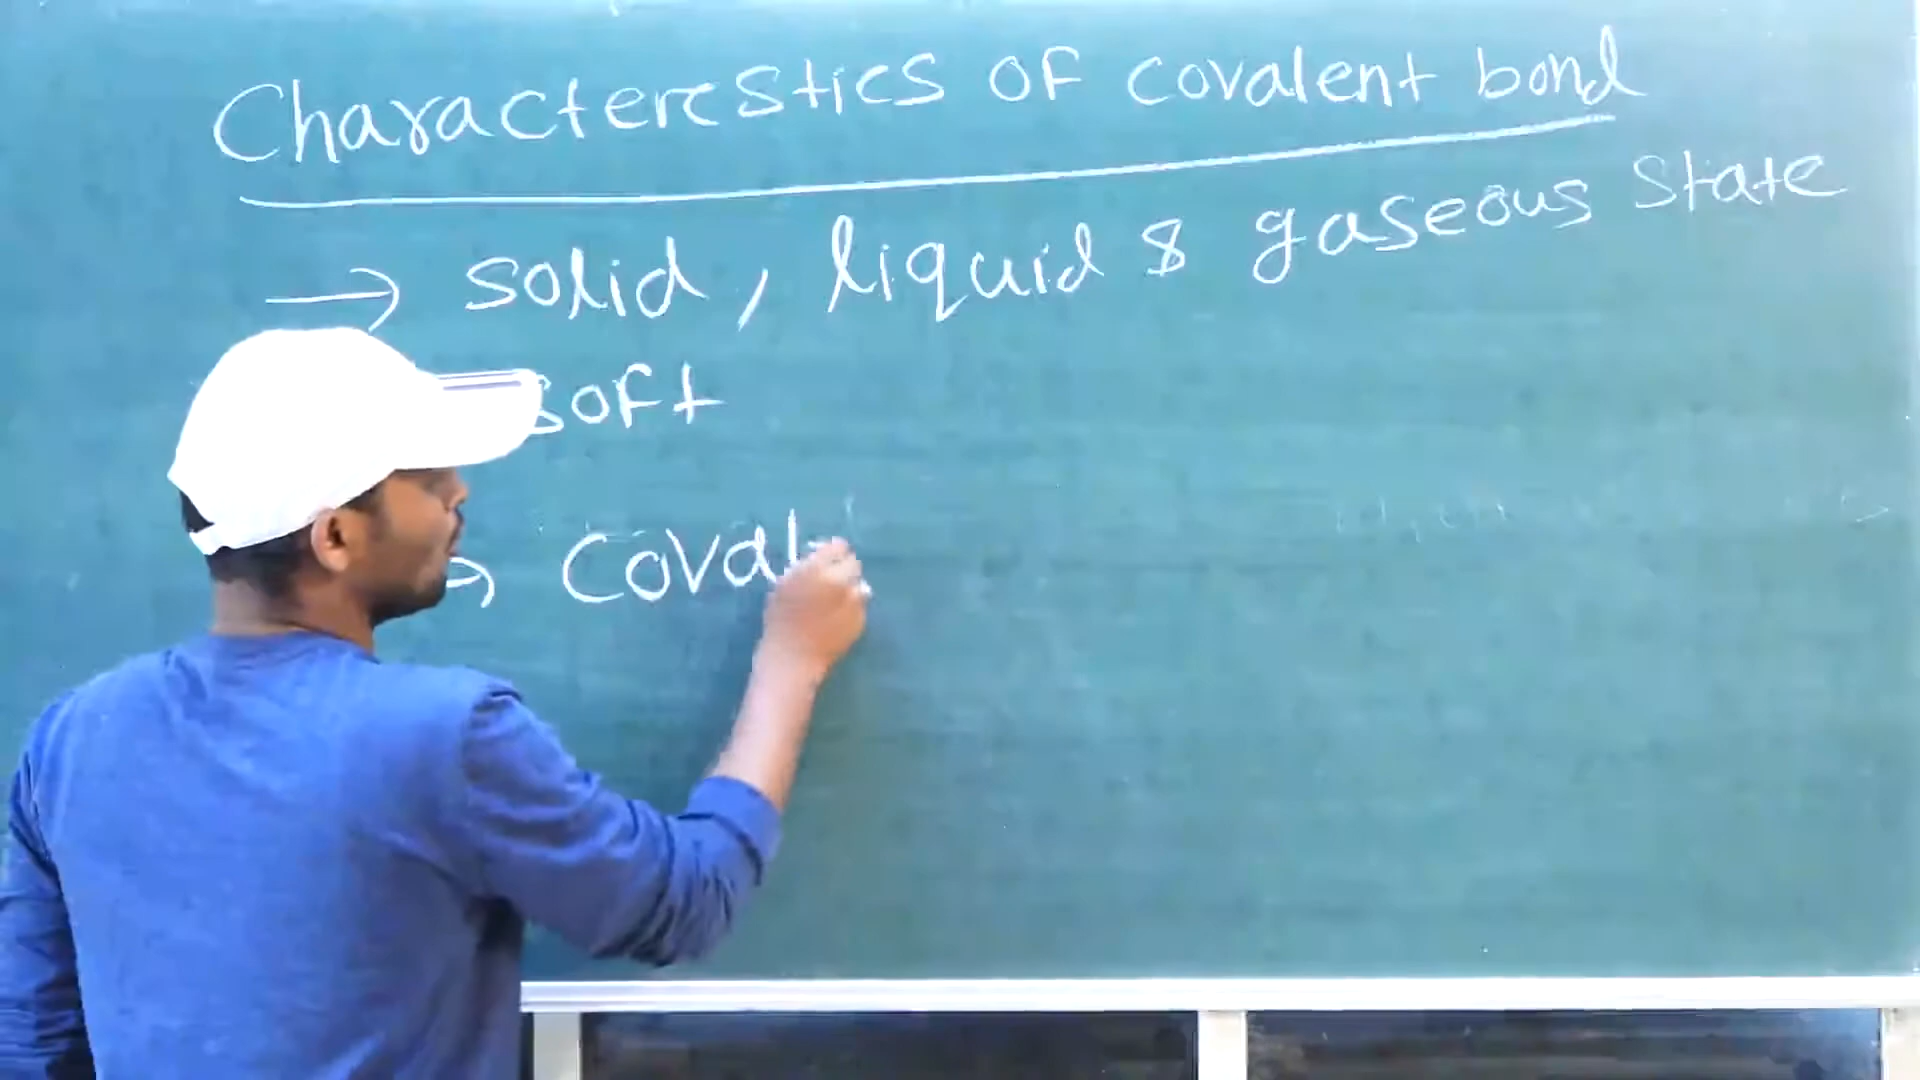 Characterestics of covalent bond
→ solid, liquid & gaseous state
soft
→ Coval